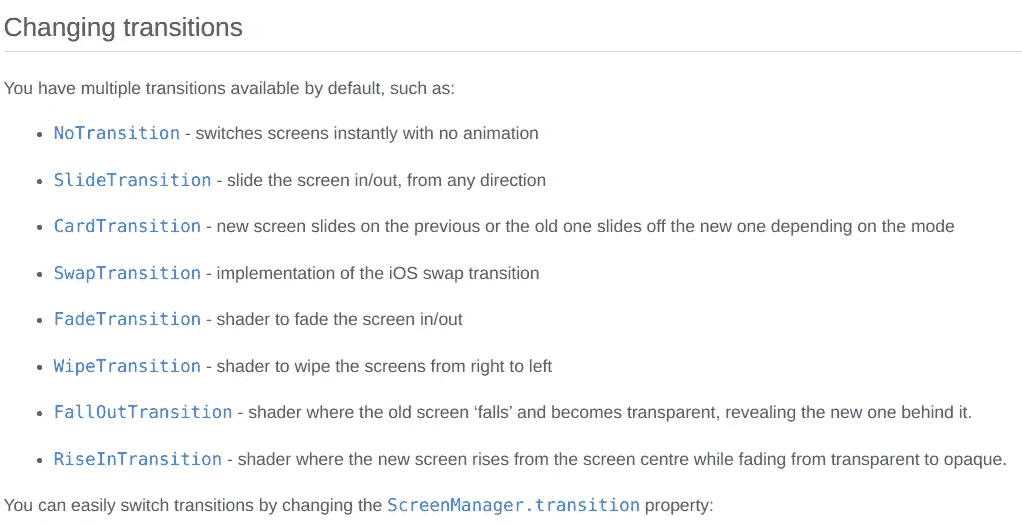 Changing transitions
You have multiple transitions available by default, such as:
• NoTransition - switches screens instantly with no animation
• SlideTransition - slide the screen in/out, from any direction
• CardTransition - new screen slides on the previous or the old one slides off the new one depending on the mode
• SwapTransition - implementation of the iOS swap transition
• FadeTransition - shader to fade the screen in/out
• WipeTransition - shader to wipe the screens from right to left
• FallOutTransition - shader where the old screen ‘falls’ and becomes transparent, revealing the new one behind it.
• RiseInTransition - shader where the new screen rises from the screen centre while fading from transparent to opaque.
You can easily switch transitions by changing the ScreenManager.transition property: